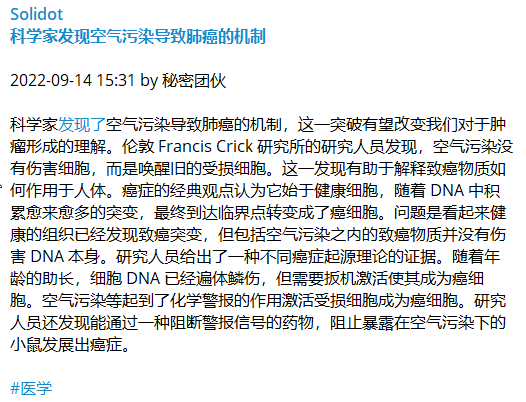 Solidot
科学家发现空气污染导致肺癌的机制
2022-09-14 15:31 by 秘密团伙
科学家发现了空气污染导致肺癌的机制，这一突破有望改变我们对于肿
瘤形成的理解。伦敦 Francis Crick 研究所的研究人员发现，空气污染没
有伤害细胞，而是唤醒旧的受损细胞。这一发现有助于解释致癌物质如
何作用于人体。癌症的经典观点认为它始于健康细胞，随着 DNA 中积
累愈来愈多的突变，最终到达临界点转变成了癌细胞。问题是看起来健
康的组织已经发现致癌突变，但包括空气污染之内的致癌物质并没有伤
害 DNA 本身。研究人员给出了一种不同癌症起源理论的证据。随着年
龄的助长，细胞 DNA 已经遍体鳞伤，但需要扳机激活使其成为癌细
胞。空气污染等起到了化学警报的作用激活受损细胞成为癌细胞。研究
人员还发现能通过一种阻断警报信号的药物，阻止暴露在空气污染下的
小鼠发展出癌症。
#医学